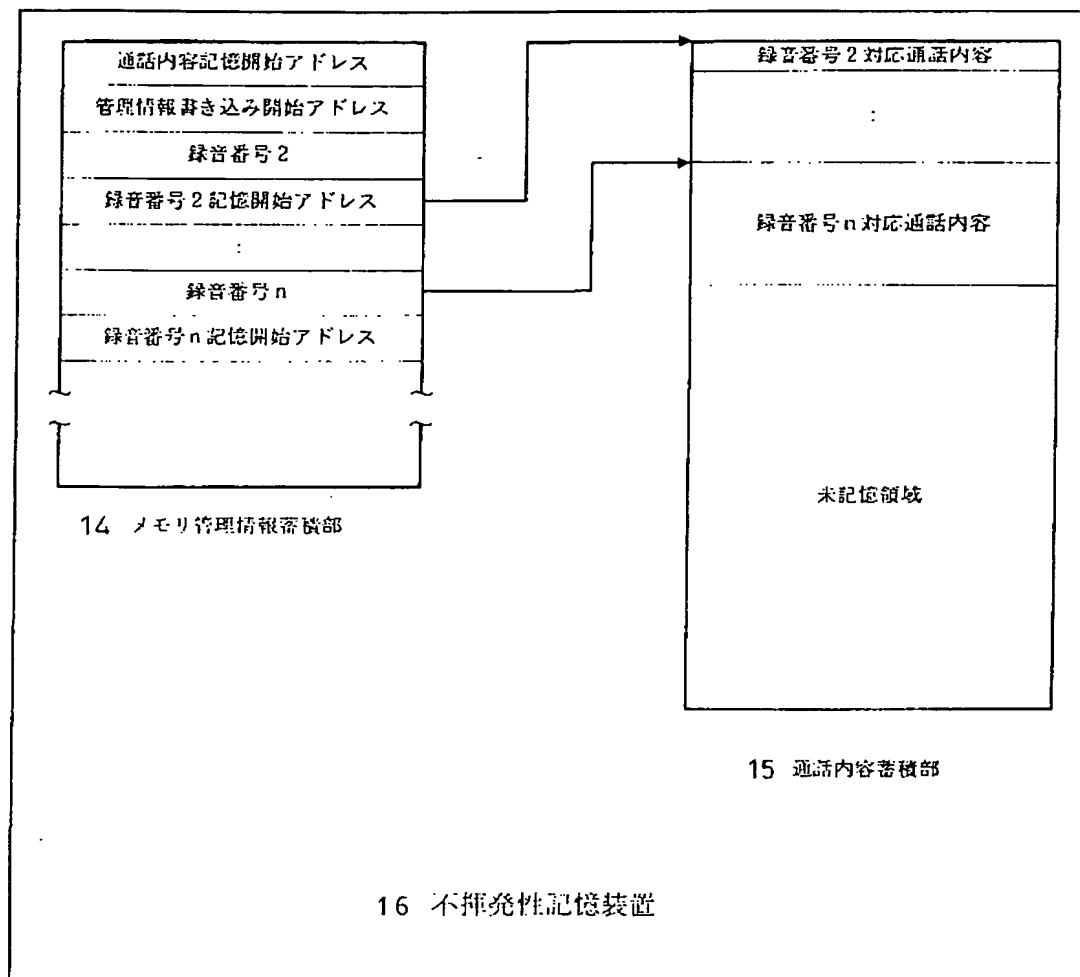 通話内容記憶開始アドレス
管理情報書き込み開始アドレス
録音番号2
録音番号2記憶開始アドレス
:
録音番号n
録音番号n記憶開始アドレス
14 メモリ管理情報蓄積部
録音番号2対応通話内容
:
録音番号n対応通話内容
未記憶領域
15 通話内容蓄積部
16 不揮発性記憶装置